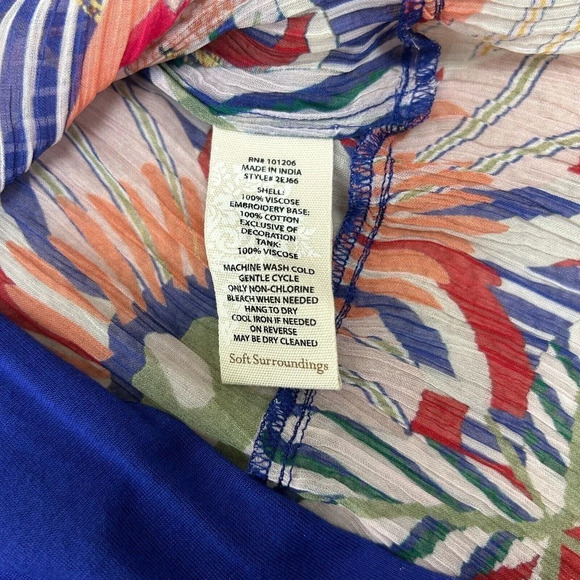 RN# 101206
MADE IN INDIA
STYLE# 2EJ66
SHELL:
100% VISCOSE
EMBROIDERY BASE:
100% COTTON
EXCLUSIVE OF
DECORATION
TANK:
100% VISCOSE
MACHINE WASH COLD
GENTLE CYCLE
ONLY NON-CHLORINE
BLEACH WHEN NEEDED
HANG TO DRY
COOL IRON IF NEEDED
ON REVERSE
MAY BE DRY CLEANED
Soft Surroundings